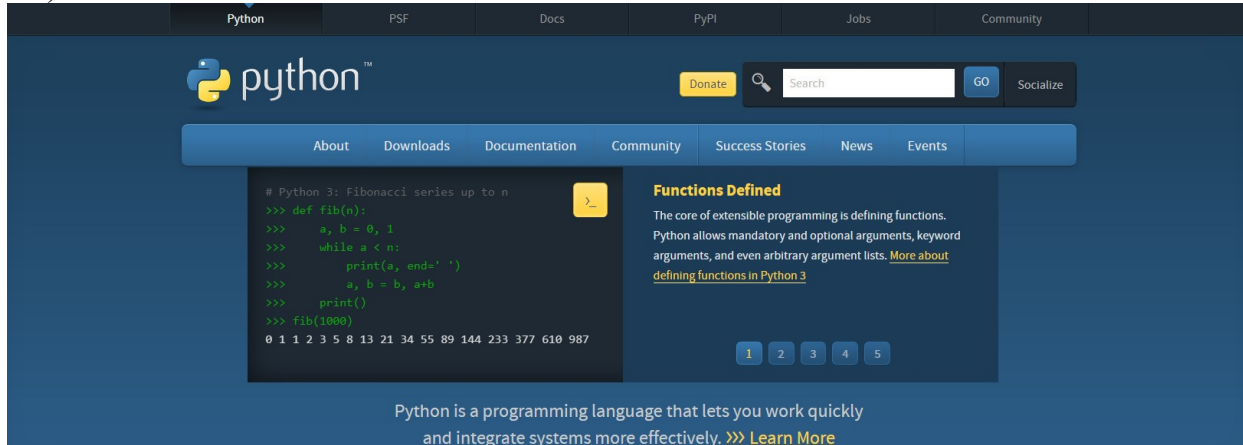 Python PSF Docs PyPI Jobs Community
python™
Donate Search GO Socialize
About Downloads Documentation Community Success Stories News Events
# Python 3: Fibonacci series up to n
>>> def fib(n):
>>>     a, b = 0, 1
>>>     while a < n:
>>>         print(a, end=' ')
>>>         a, b = b, a+b
>>>     print()
>>> fib(1000)
0 1 1 2 3 5 8 13 21 34 55 89 144 233 377 610 987
>_
Functions Defined
The core of extensible programming is defining functions.
Python allows mandatory and optional arguments, keyword
arguments, and even arbitrary argument lists. More about
defining functions in Python 3
1 2 3 4 5
Python is a programming language that lets you work quickly
and integrate systems more effectively. >>> Learn More